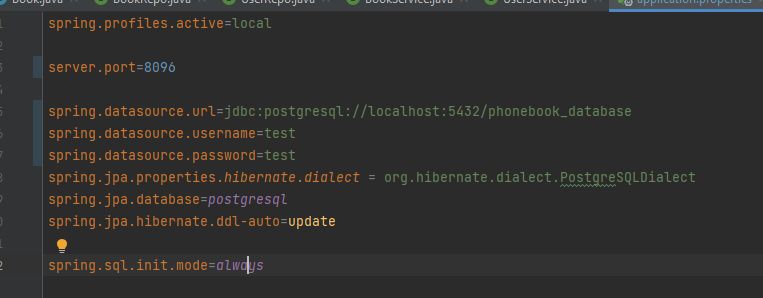 Book.java BookRepo.java UserRepo.java BookService.java UserService.java application.properties
spring.profiles.active=local
server.port=8096
spring.datasource.url=jdbc:postgresql://localhost:5432/phonebook_database
spring.datasource.username=test
spring.datasource.password=test
spring.jpa.properties.hibernate.dialect = org.hibernate.dialect.PostgreSQLDialect
spring.jpa.database=postgresql
spring.jpa.hibernate.ddl-auto=update
spring.sql.init.mode=always